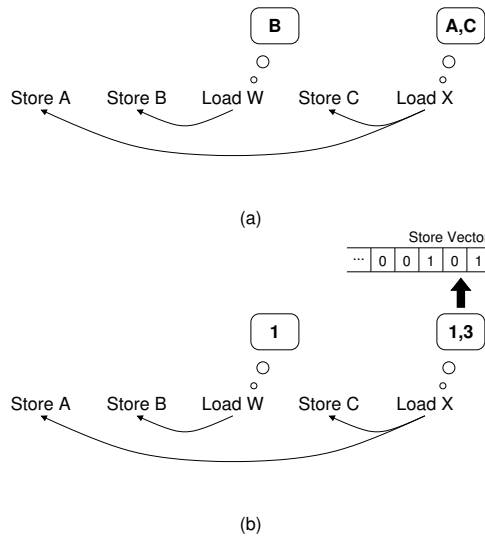 B A,C
Store A Store B Load W Store C Load X
(a)
Store Vecto
... 0 0 1 0 1
1 1,3
Store A Store B Load W Store C Load X
(b)